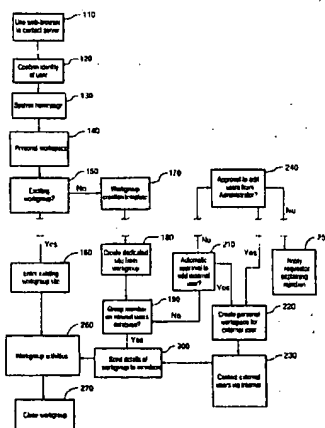 Use web-browser to contact server
110
Confirm identity of user
120
System homepage
130
Personal workspace
140
Existing workgroup?
150
No
Workgroup creation template
170
Approval to add users from Administrator?
240
No
Yes
Enter existing workgroup site
160
Create dedicated site from workgroup
180
No
Automatic approval to add external user?
210
Yes
Yes
Notify requestor explaining rejection
Group member on internal users database?
190
No
Create personal workspace for external user
220
Yes
Workgroup activities
260
Send details of workgroup to members
200
Contact external users via internet
230
Close workgroup
270